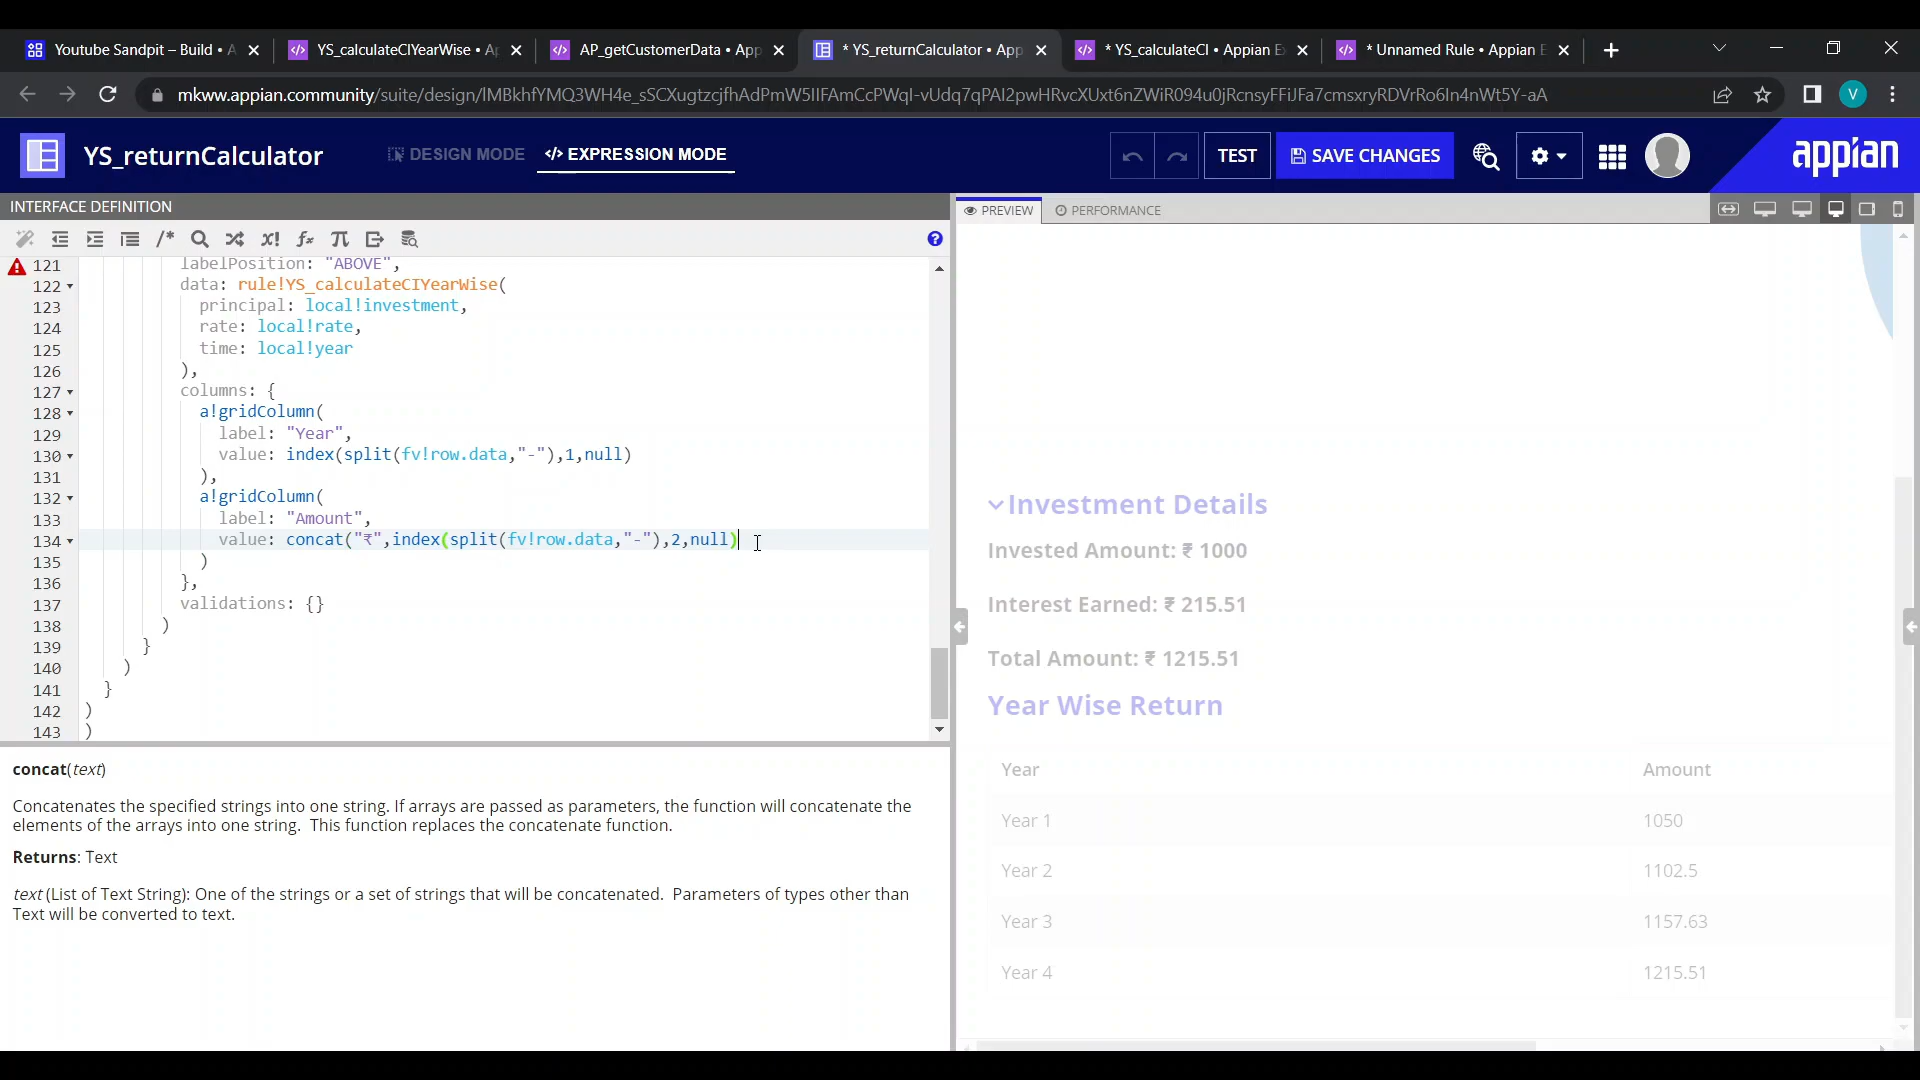 Youtube Sandpit – Build • A
YS_calculateCIYearWise • Ap
AP_getCustomerData • App
* YS_returnCalculator • App
* YS_calculateCI • Appian E
* Unnamed Rule • Appian E
V
YS_returnCalculator
DESIGN MODE
</> EXPRESSION MODE
TEST
SAVE CHANGES
appian
INTERFACE DEFINITION
PREVIEW
PERFORMANCE
121 labelPosition: "ABOVE",
122 data: rule!YS_calculateCIYearWise(
123 principal: local!investment,
124 rate: local!rate,
125 time: local!year
126 ),
127 columns: {
128 a!gridColumn(
129 label: "Year",
130 value: index(split(fv!row.data,"-"),1,null)
131 ),
132 a!gridColumn(
133 label: "Amount",
134 value: concat("₹",index(split(fv!row.data,"-"),2,null)
135 )
136 },
137 validations: {}
138 )
139 }
140 )
141 }
142 )
143 )
concat(text)
Concatenates the specified strings into one string. If arrays are passed as parameters, the function will concatenate the
elements of the arrays into one string. This function replaces the concatenate function.
Returns: Text
text (List of Text String): One of the strings or a set of strings that will be concatenated. Parameters of types other than
Text will be converted to text.
Investment Details
Invested Amount: ₹ 1000
Interest Earned: ₹ 215.51
Total Amount: ₹ 1215.51
Year Wise Return
Year Amount
Year 1 1050
Year 2 1102.5
Year 3 1157.63
Year 4 1215.51